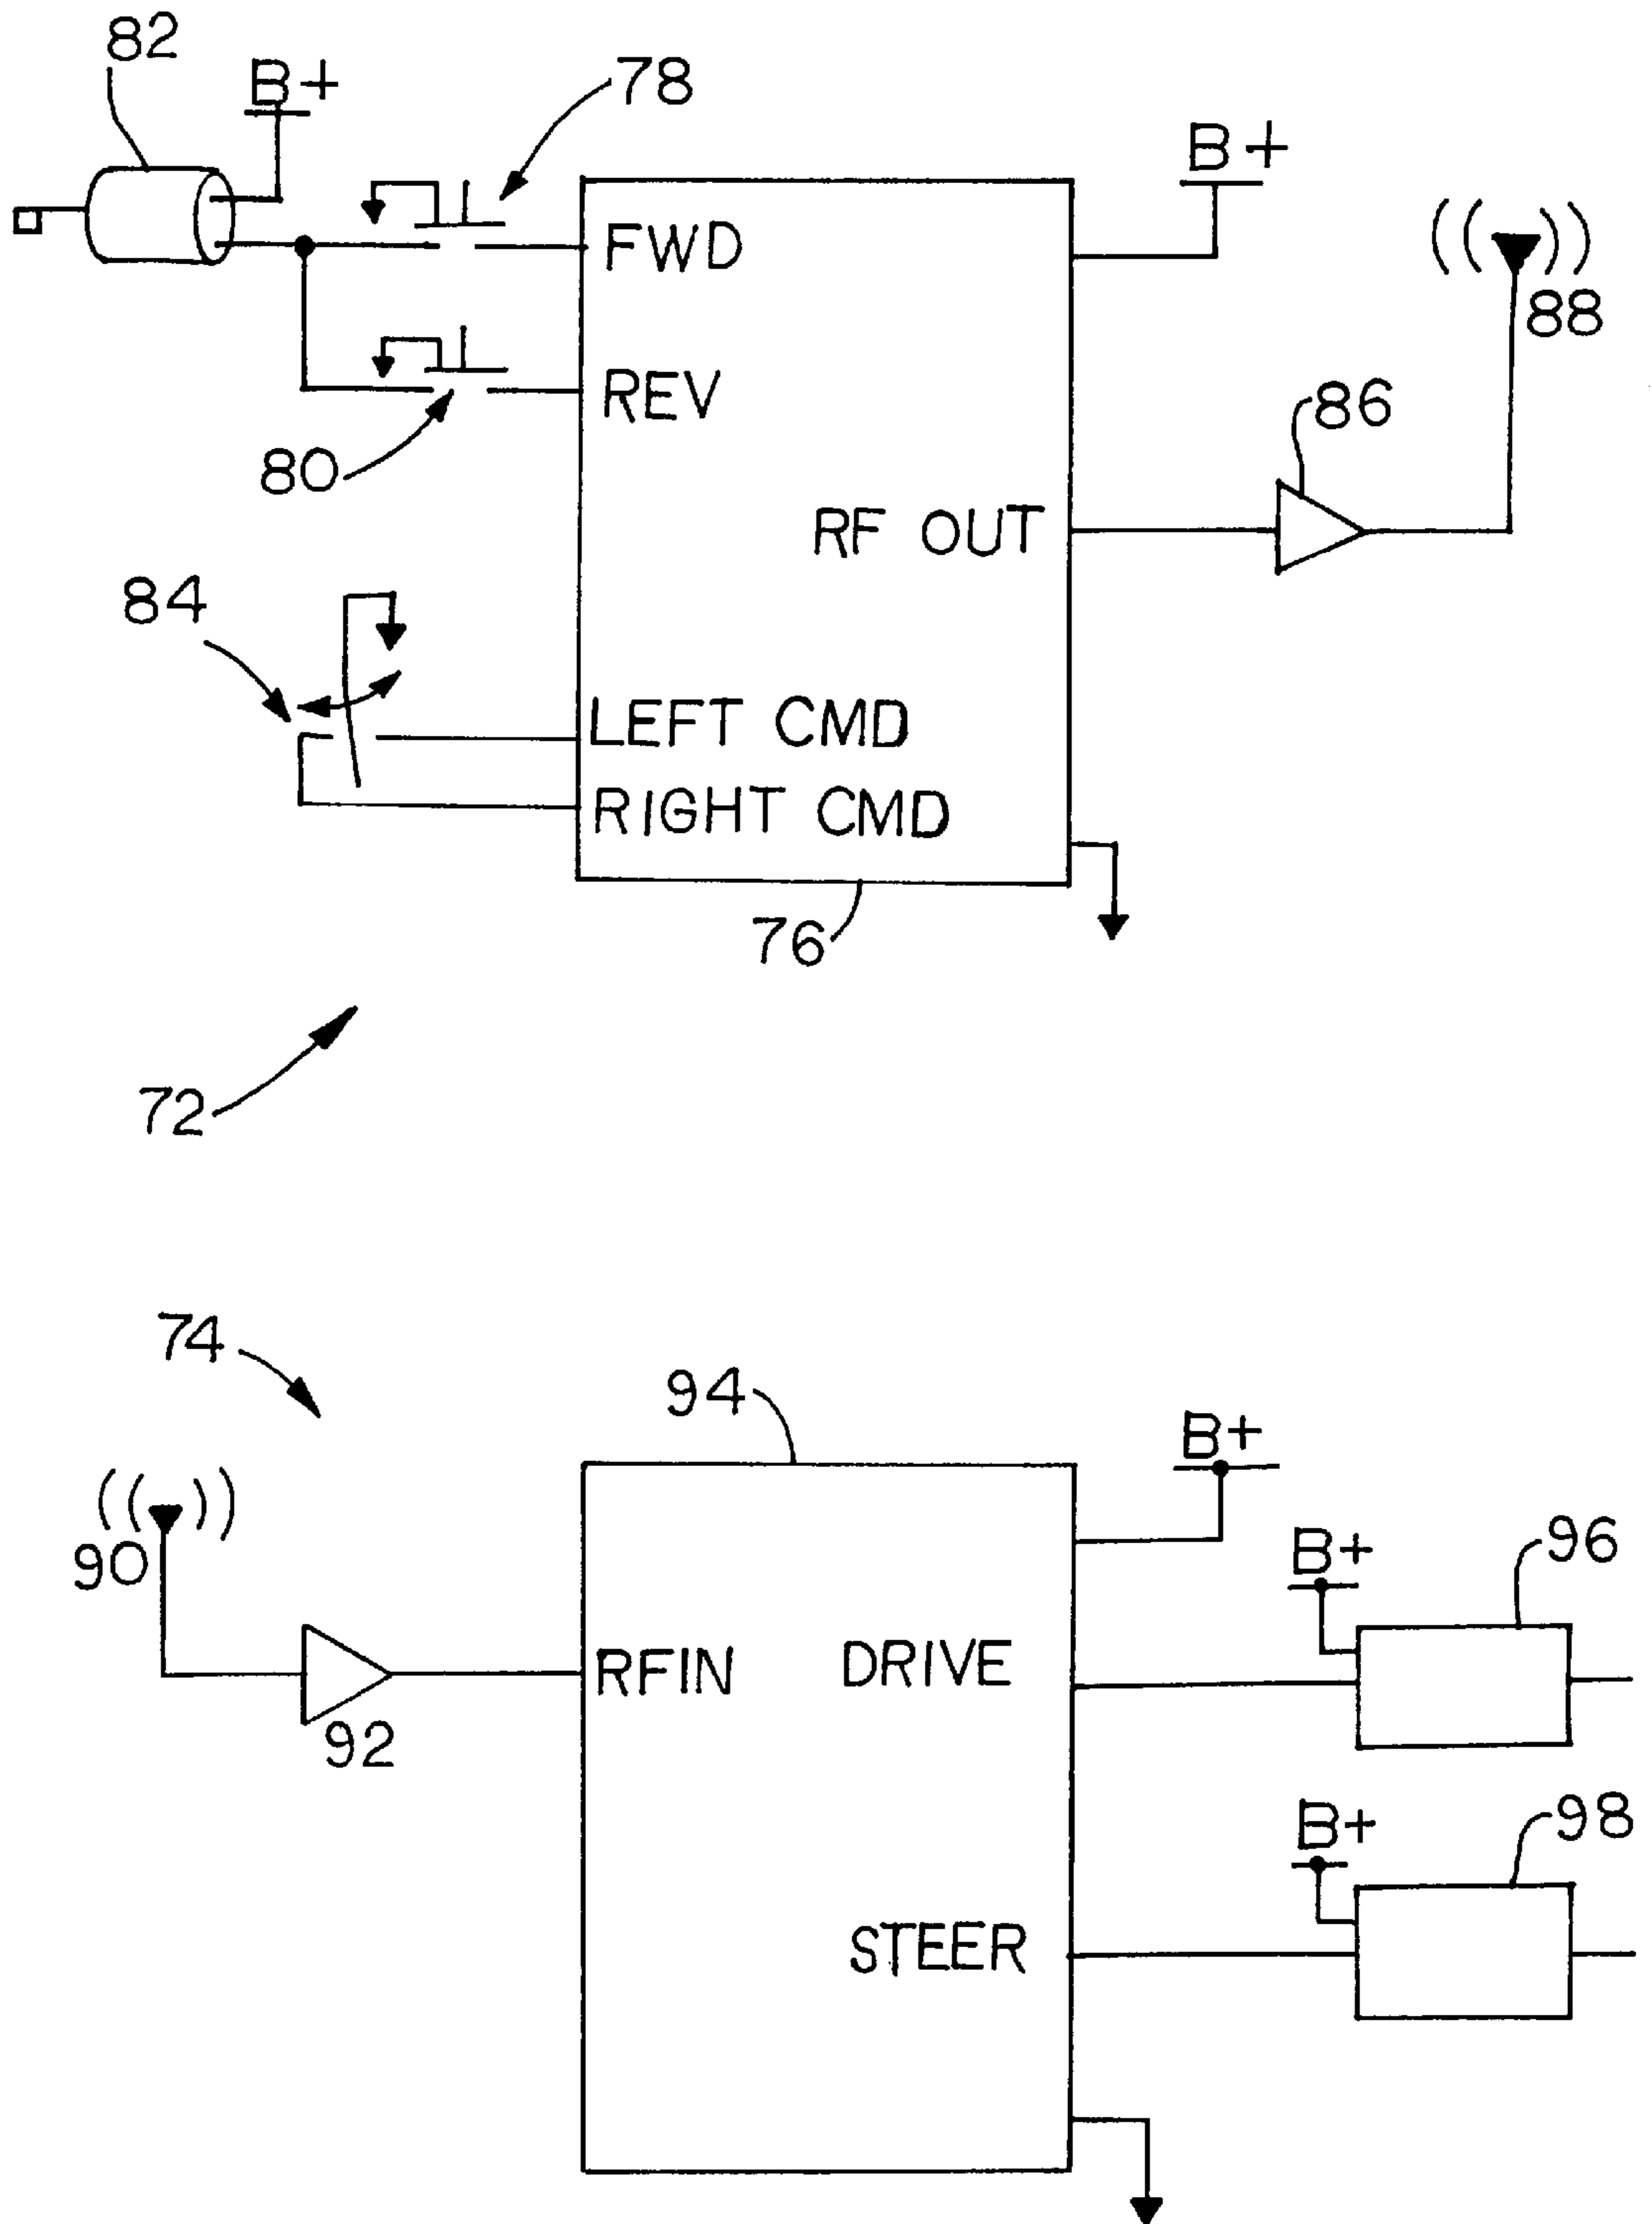 82
B+
78
B+
FWD
88
REV
86
80
RF OUT
84
LEFT CMD
RIGHT CMD
76
72
74
94
B+
90
B+
96
RFIN
DRIVE
92
B+
98
STEER